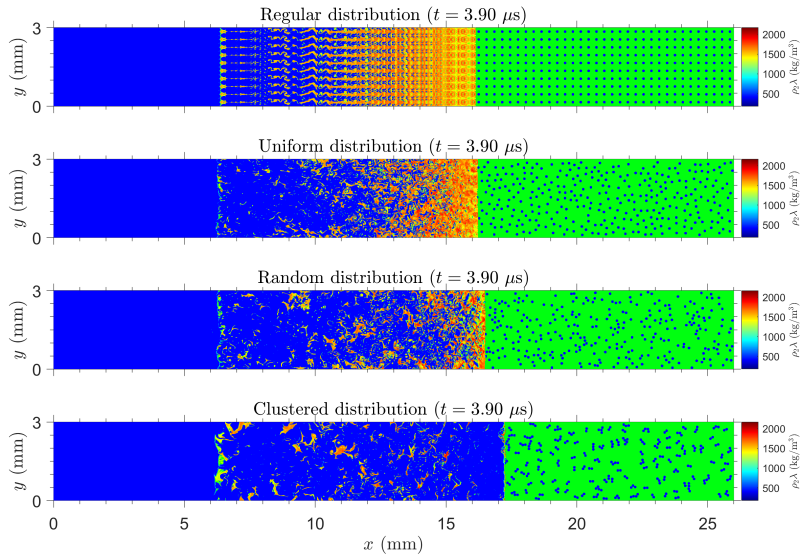 Regular distribution (t = 3.90 μs)
3
y (mm)
0
2000
1500
1000
500
ρ₂λ (kg/m³)
Uniform distribution (t = 3.90 μs)
3
y (mm)
0
2000
1500
1000
500
ρ₂λ (kg/m³)
Random distribution (t = 3.90 μs)
3
y (mm)
0
2000
1500
1000
500
ρ₂λ (kg/m³)
Clustered distribution (t = 3.90 μs)
3
y (mm)
0
2000
1500
1000
500
ρ₂λ (kg/m³)
0 5 10 15 20 25
x (mm)